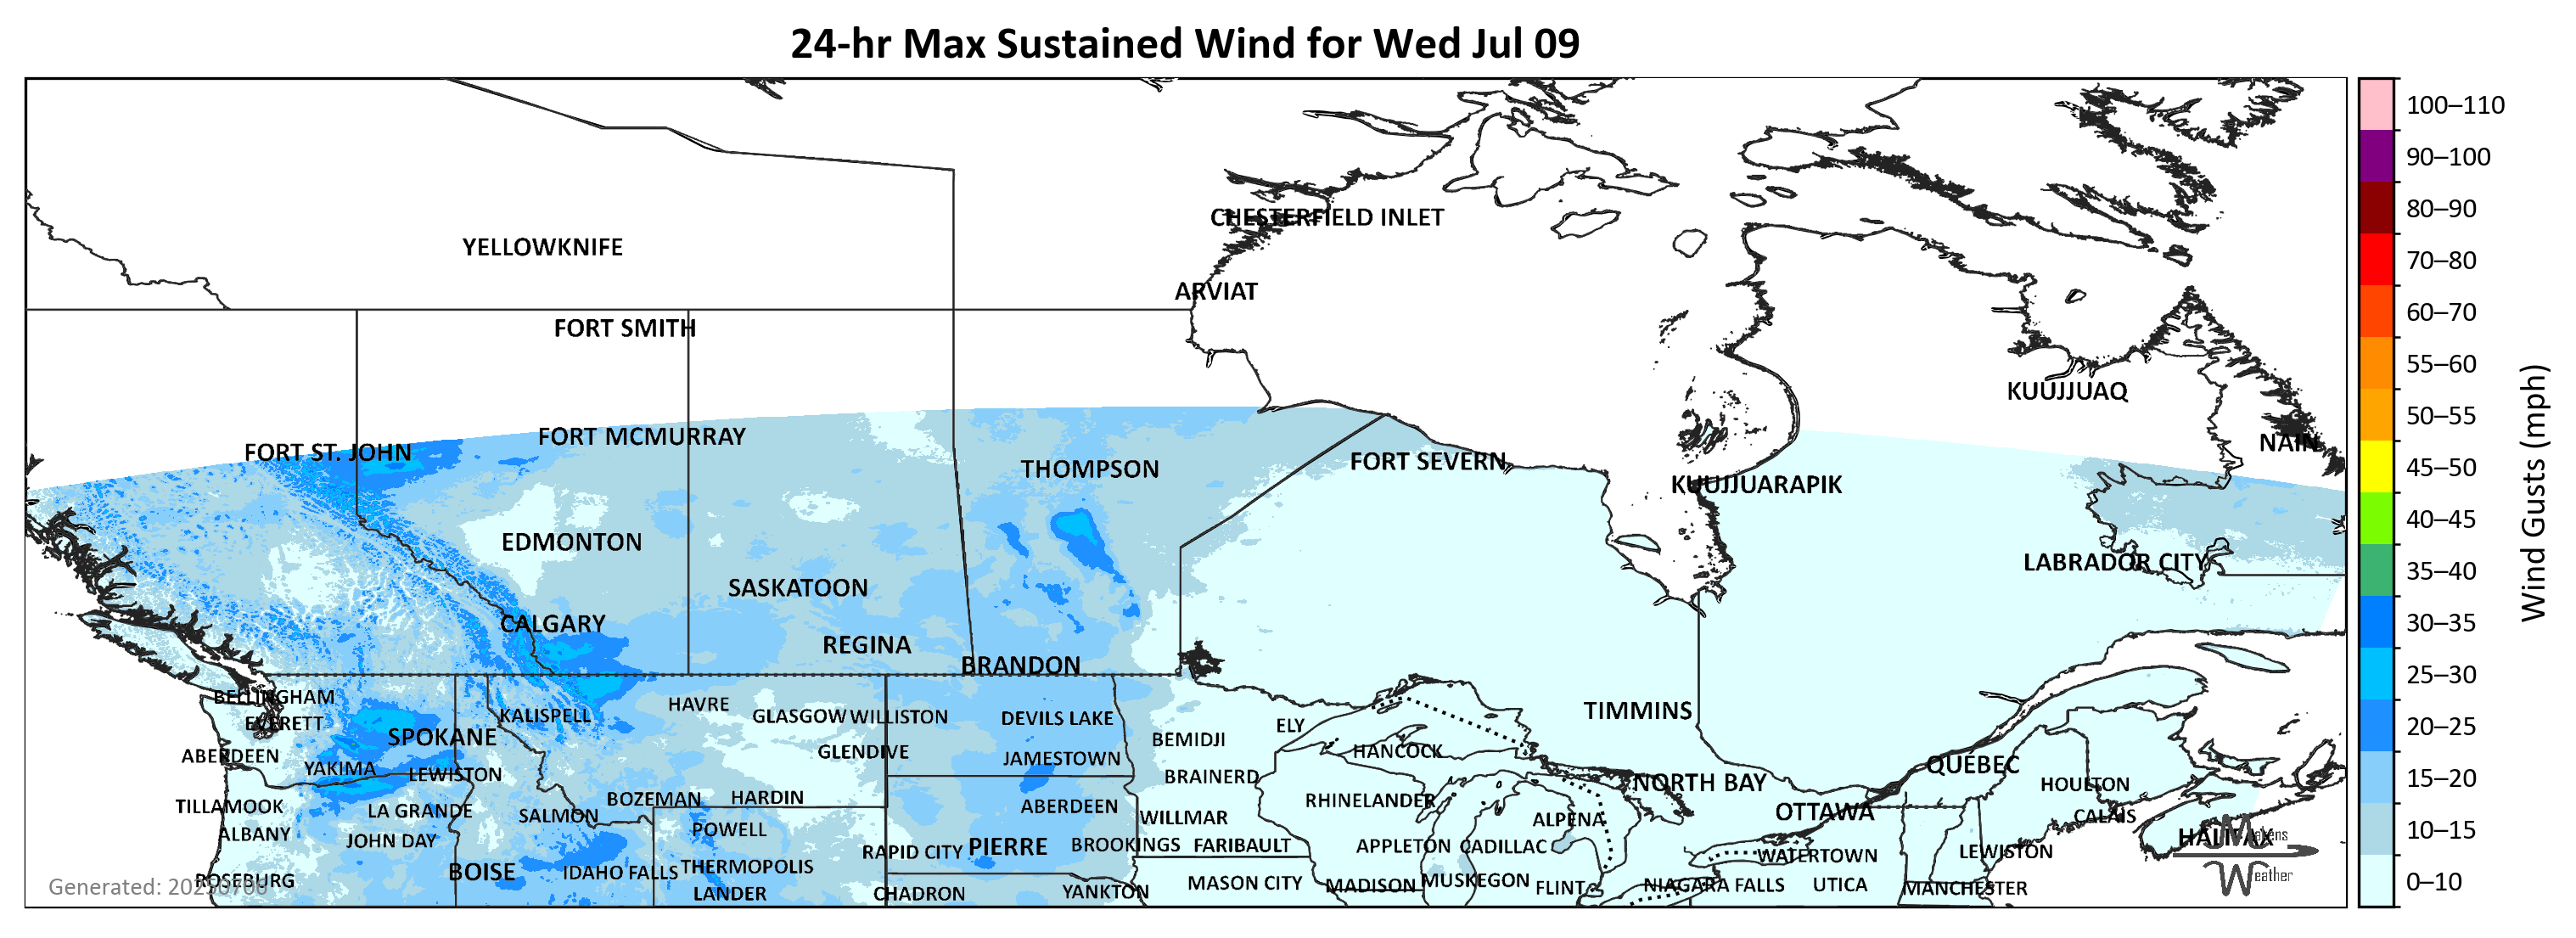 24-hr Max Sustained Wind for Wed Jul 09
100–110
90–100
80–90
70–80
60–70
55–60
50–55
45–50
40–45
35–40
30–35
25–30
20–25
15–20
10–15
0–10
Wind Gusts (mph)
CHESTERFIELD INLET
YELLOWKNIFE
ARVIAT
FORT SMITH
KUUJJUAQ
FORT MCMURRAY
NAIN
FORT ST. JOHN
FORT SEVERN
THOMPSON
KUUJJUARAPIK
EDMONTON
LABRADOR CITY
SASKATOON
CALGARY
REGINA
BRANDON
BELLINGHAM
HAVRE
TIMMINS
KALISPELL
GLASGOW
WILLISTON
DEVILS LAKE
EVERETT
ELY
SPOKANE
BEMIDJI
HANCOCK
GLENDIVE
ABERDEEN
JAMESTOWN
QUÉBEC
YAKIMA
LEWISTON
BRAINERD
NORTH BAY
HOULTON
BOZEMAN
HARDIN
RHINELANDER
TILLAMOOK
ABERDEEN
LA GRANDE
OTTAWA
SALMON
CALAIS
WILLMAR
ALPENA
POWELL
ALBANY
HALIFAX
JOHN DAY
BROOKINGS
FARIBAULT
APPLETON
CADILLAC
PIERRE
RAPID CITY
LEWISTON
WATERTOWN
THERMOPOLIS
BOISE
IDAHO FALLS
ROSEBURG
MUSKEGON
MASON CITY
NIAGARA FALLS
UTICA
MADISON
FLINT
MANCHESTER
YANKTON
LANDER
CHADRON
Weather